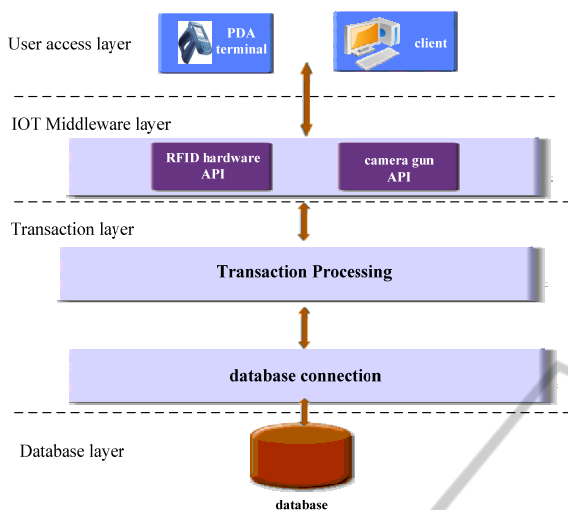 User access layer
PDA
terminal
client
IOT Middleware layer
RFID hardware
API
camera gun
API
Transaction layer
Transaction Processing
database connection
Database layer
database